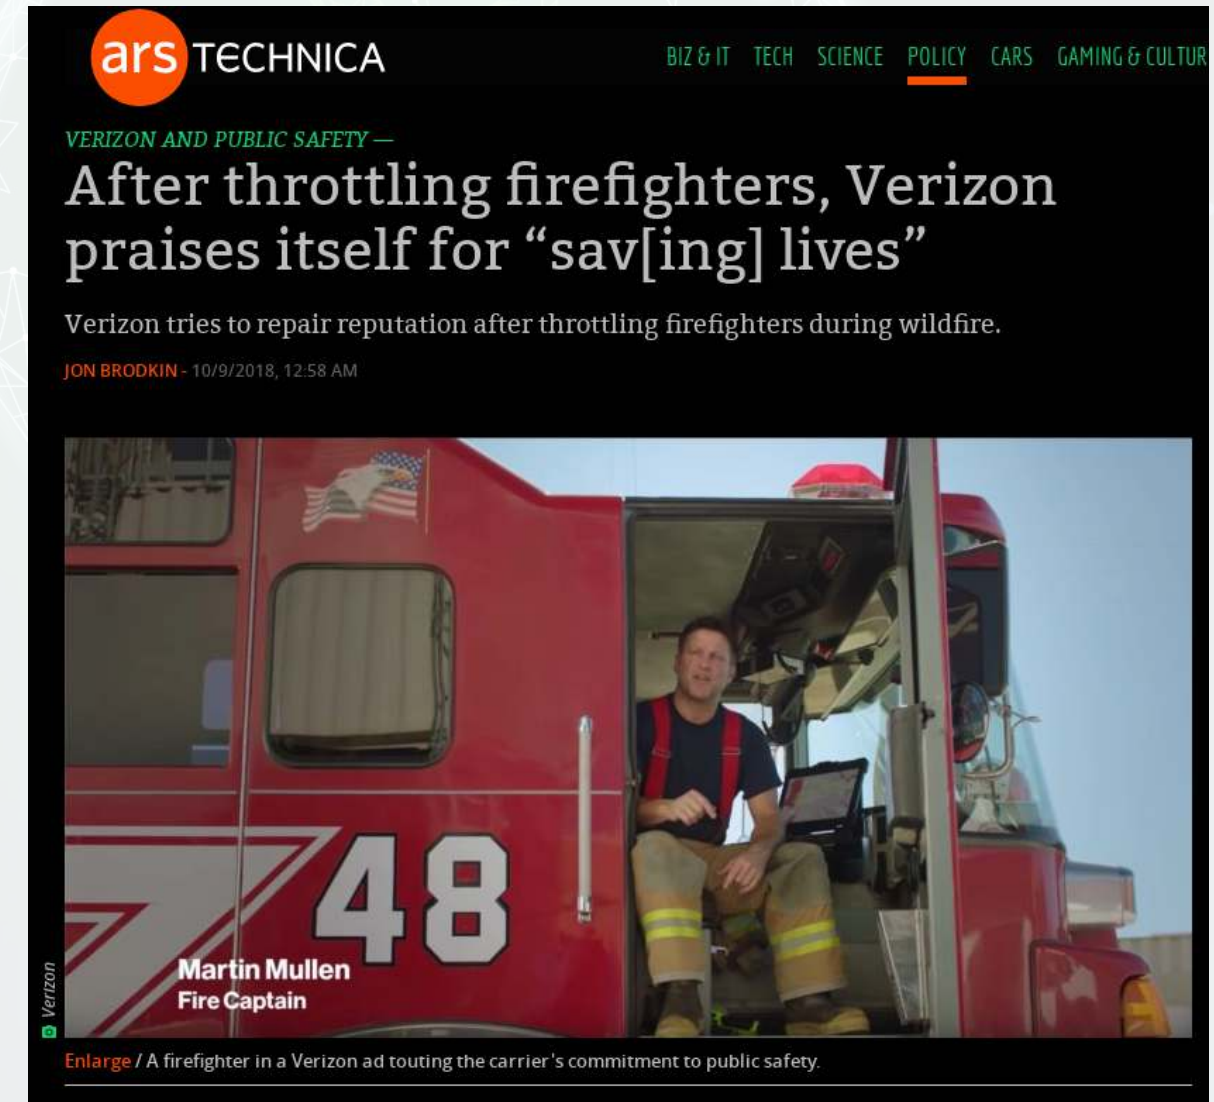 ars TECHNICA
BIZ & IT TECH SCIENCE POLICY CARS GAMING & CULTUR
VERIZON AND PUBLIC SAFETY —
After throttling firefighters, Verizon
praises itself for “sav[ing] lives”
Verizon tries to repair reputation after throttling firefighters during wildfire.
JON BRODKIN - 10/9/2018, 12:58 AM
48
Martin Mullen
Fire Captain
Verizon
Enlarge / A firefighter in a Verizon ad touting the carrier's commitment to public safety.